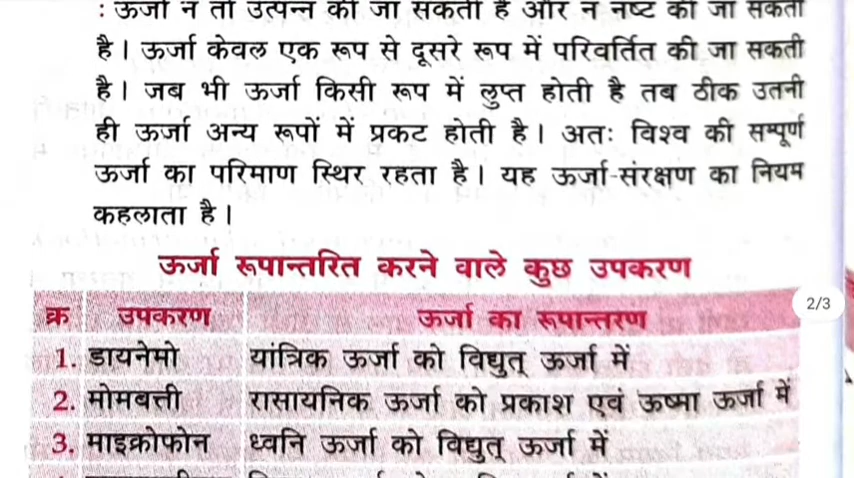 : ऊर्जा न तो उत्पन्न की जा सकती है और न नष्ट की जा सकती
है। ऊर्जा केवल एक रूप से दूसरे रूप में परिवर्तित की जा सकती
है। जब भी ऊर्जा किसी रूप में लुप्त होती है तब ठीक उतनी
ही ऊर्जा अन्य रूपों में प्रकट होती है। अतः विश्व की सम्पूर्ण
ऊर्जा का परिमाण स्थिर रहता है। यह ऊर्जा-संरक्षण का नियम
कहलाता है।
ऊर्जा रूपान्तरित करने वाले कुछ उपकरण
2/3
क्र उपकरण ऊर्जा का रूपान्तरण
1. डायनेमो यांत्रिक ऊर्जा को विद्युत् ऊर्जा में
2. मोमबत्ती रासायनिक ऊर्जा को प्रकाश एवं ऊष्मा ऊर्जा में
3. माइक्रोफोन ध्वनि ऊर्जा को विद्युत् ऊर्जा में